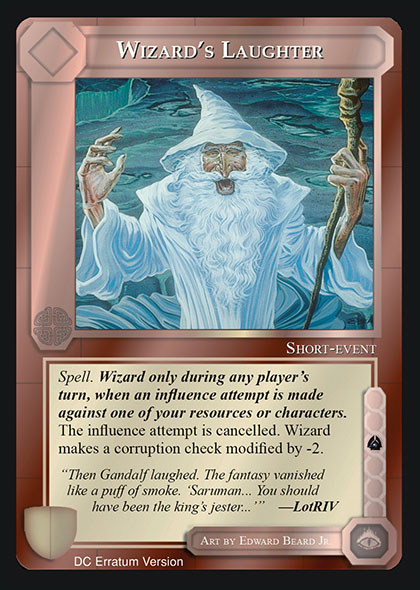 Wizard's Laughter
Short-event
Spell. Wizard only during any player's
turn, when an influence attempt is made
against one of your resources or characters.
The influence attempt is cancelled. Wizard
makes a corruption check modified by -2.
“Then Gandalf laughed. The fantasy vanished
like a puff of smoke. ‘Saruman... You should
have been the king's jester...’” —LotRIV
Art by Edward Beard Jr.
DC Erratum Version